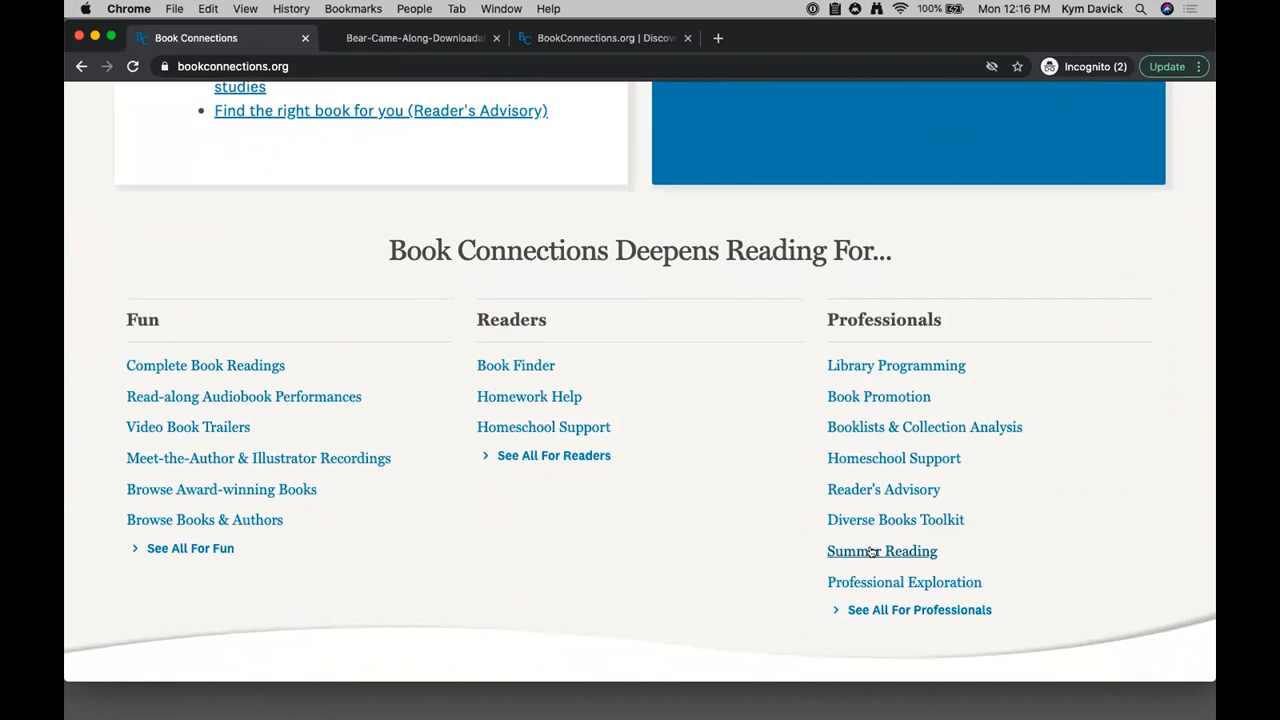 Chrome File Edit View History Bookmarks People Tab Window Help 100% Mon 12:16 PM Kym Davick
Book Connections
Bear-Came-Along-Downloada
BookConnections.org | Discov
bookconnections.org
Incognito (2)
Update
studies
Find the right book for you (Reader's Advisory)
Book Connections Deepens Reading For...
Fun
Complete Book Readings
Read-along Audiobook Performances
Video Book Trailers
Meet-the-Author & Illustrator Recordings
Browse Award-winning Books
Browse Books & Authors
See All For Fun
Readers
Book Finder
Homework Help
Homeschool Support
See All For Readers
Professionals
Library Programming
Book Promotion
Booklists & Collection Analysis
Homeschool Support
Reader's Advisory
Diverse Books Toolkit
Summer Reading
Professional Exploration
See All For Professionals